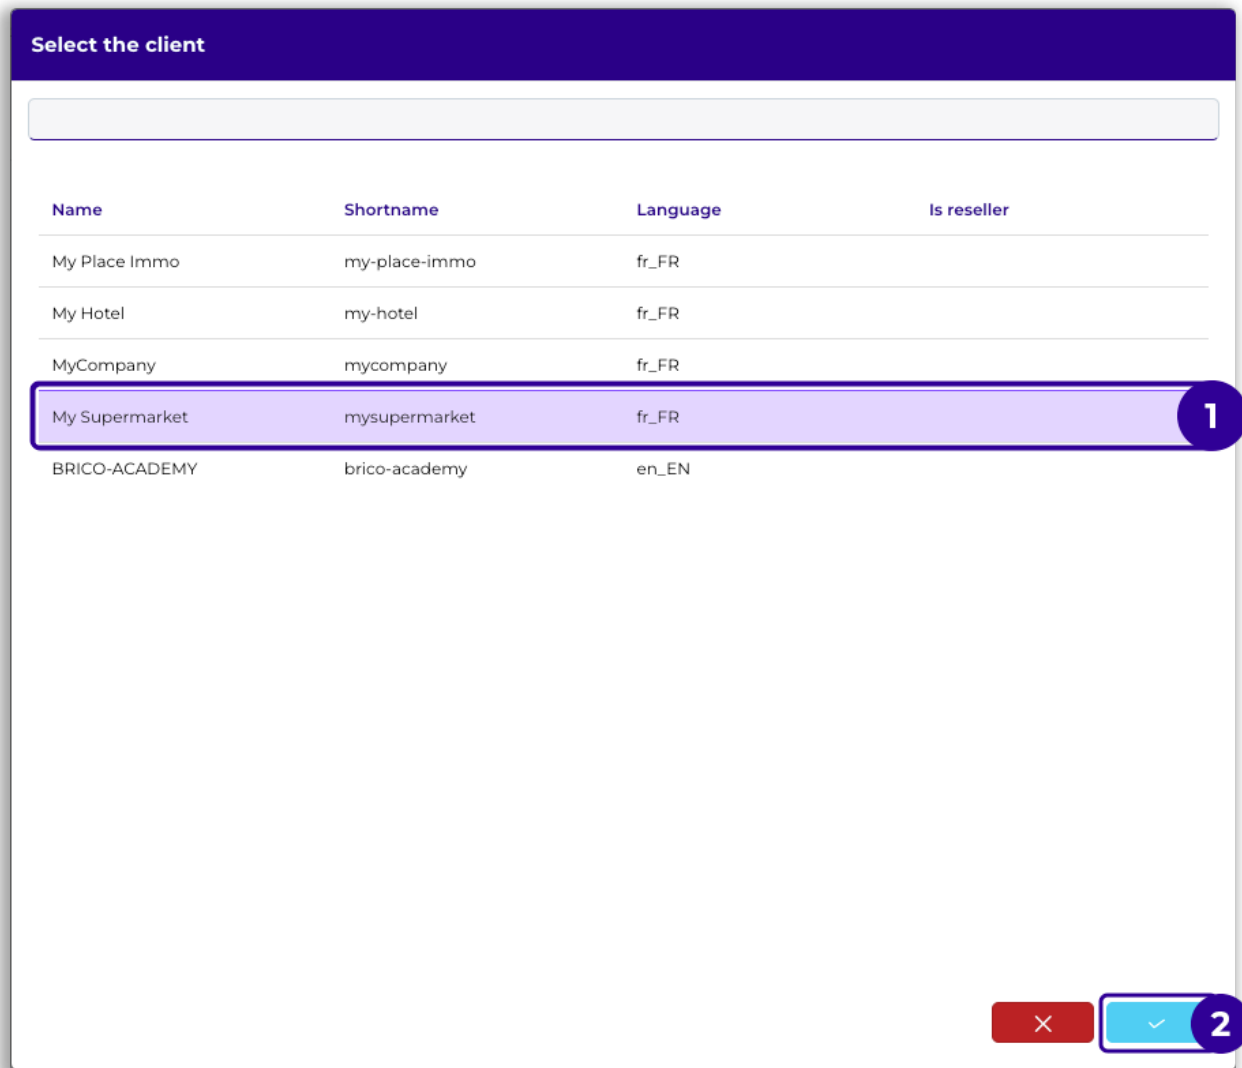 Select the client
Name Shortname Language Is reseller
My Place Immo my-place-immo fr_FR
My Hotel my-hotel fr_FR
MyCompany mycompany fr_FR
My Supermarket mysupermarket fr_FR 1
BRICO-ACADEMY brico-academy en_EN
2